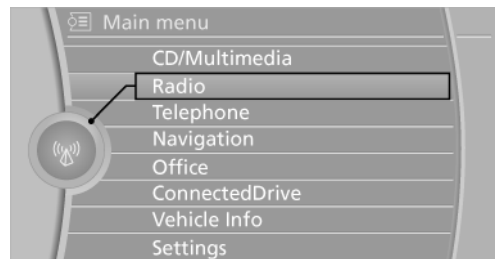 Main menu
CD/Multimedia
Radio
Telephone
Navigation
Office
ConnectedDrive
Vehicle Info
Settings